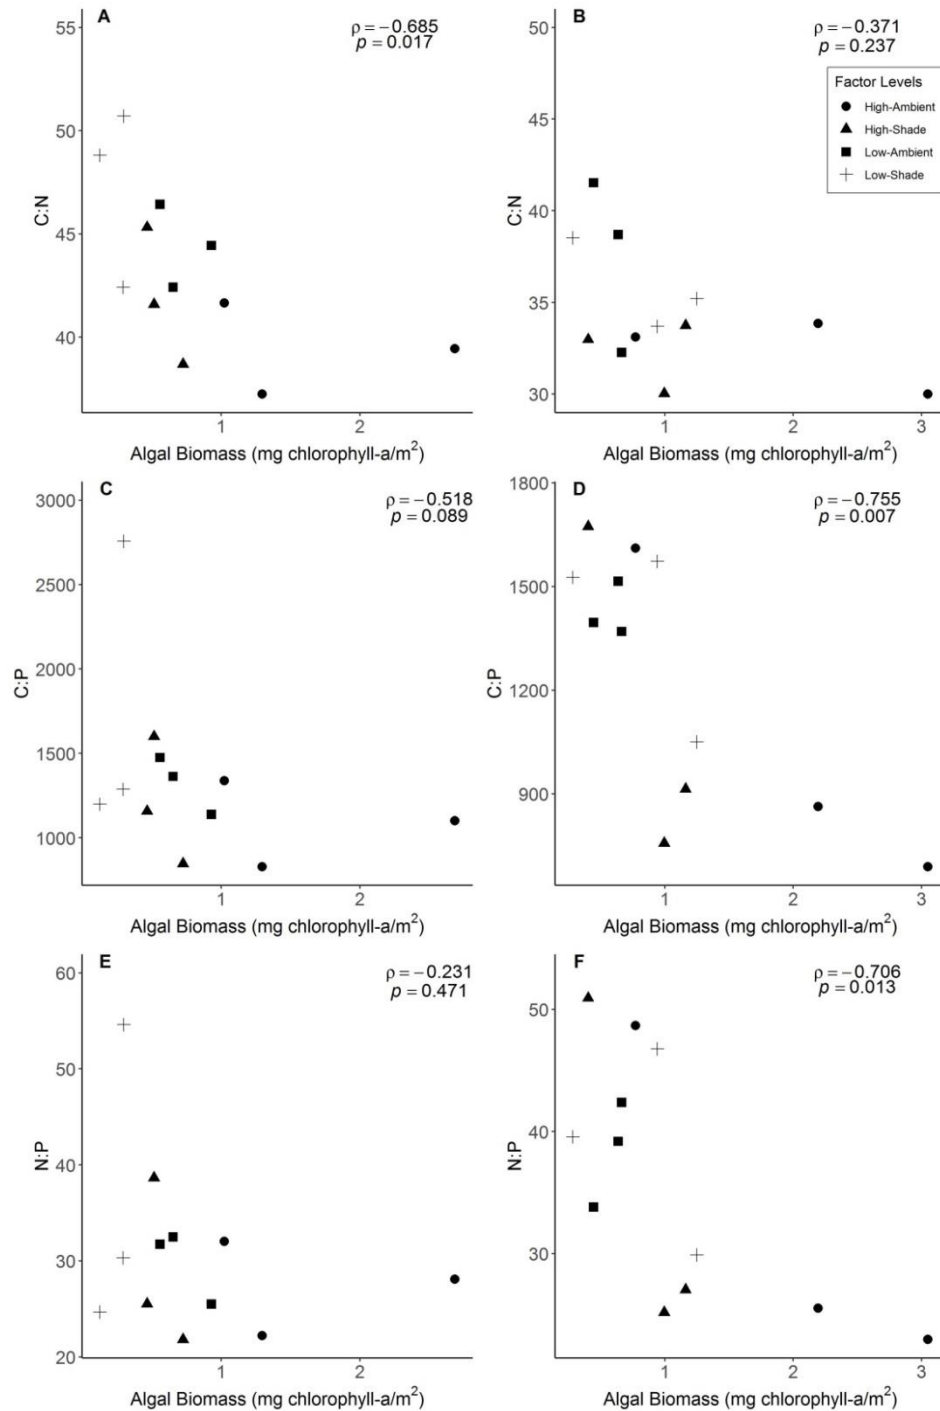 A
ρ = −0.685
p = 0.017
55
50
45
40
C:N
1
2
Algal Biomass (mg chlorophyll-a/m²)
B
ρ = −0.371
p = 0.237
50
45
40
35
30
C:N
Factor Levels
High-Ambient
High-Shade
Low-Ambient
Low-Shade
1
2
3
Algal Biomass (mg chlorophyll-a/m²)
C
ρ = −0.518
p = 0.089
3000
2500
2000
1500
1000
C:P
1
2
Algal Biomass (mg chlorophyll-a/m²)
D
ρ = −0.755
p = 0.007
1800
1500
1200
900
C:P
1
2
3
Algal Biomass (mg chlorophyll-a/m²)
E
ρ = −0.231
p = 0.471
60
50
40
30
20
N:P
1
2
Algal Biomass (mg chlorophyll-a/m²)
F
ρ = −0.706
p = 0.013
50
40
30
N:P
1
2
3
Algal Biomass (mg chlorophyll-a/m²)